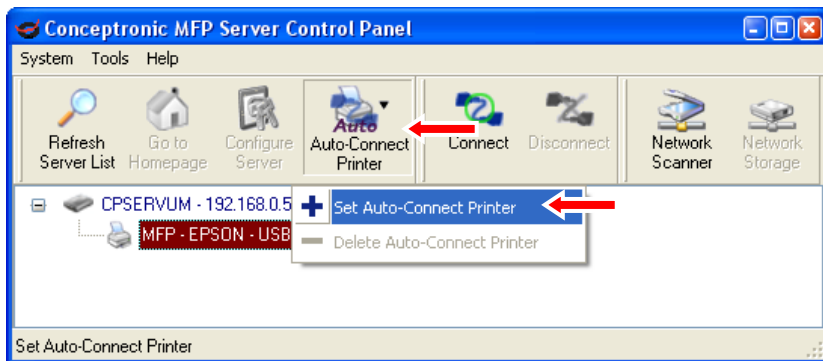 Conceptronic MFP Server Control Panel
System Tools Help
Refresh Server List
Go to Homepage
Configure Server
Auto
Auto-Connect Printer
Connect
Disconnect
Network Scanner
Network Storage
CPSERVUM - 192.168.0.5
Set Auto-Connect Printer
MFP - EPSON - USB
Delete Auto-Connect Printer
Set Auto-Connect Printer